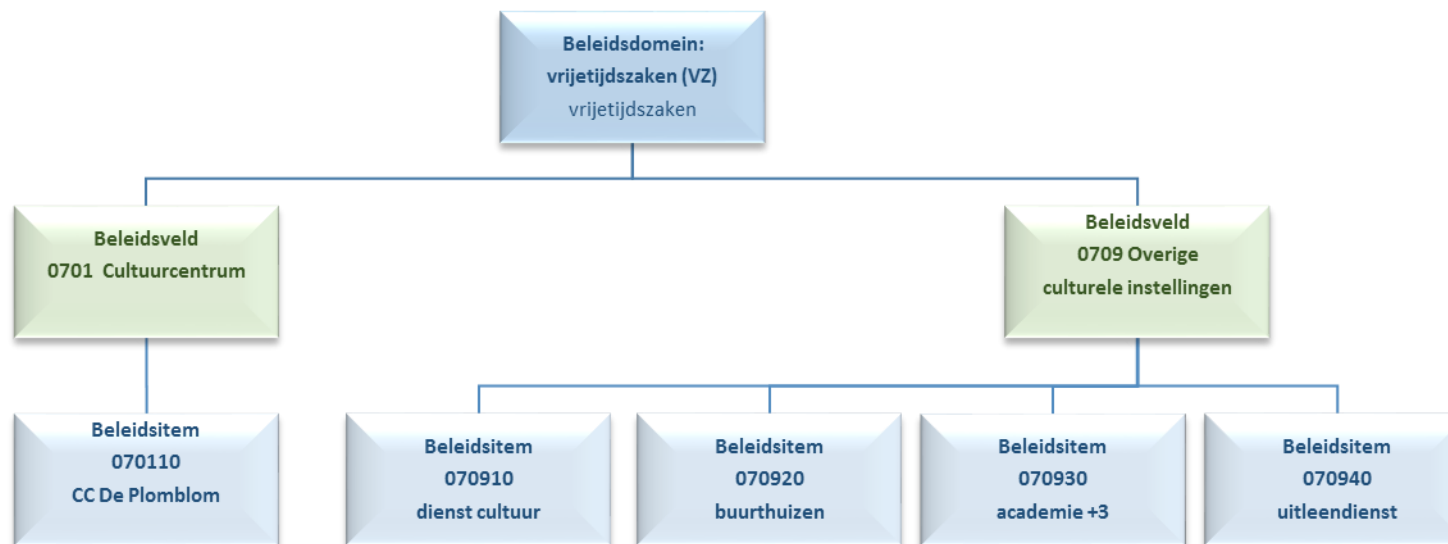 Beleidsdomein:
vrijetijdszaken (VZ)
vrijetijdszaken
Beleidsveld
0701 Cultuurcentrum
Beleidsveld
0709 Overige
culturele instellingen
Beleidsitem
070110
CC De Plomblom
Beleidsitem
070910
dienst cultuur
Beleidsitem
070920
buurthuizen
Beleidsitem
070930
academie +3
Beleidsitem
070940
uitleendienst